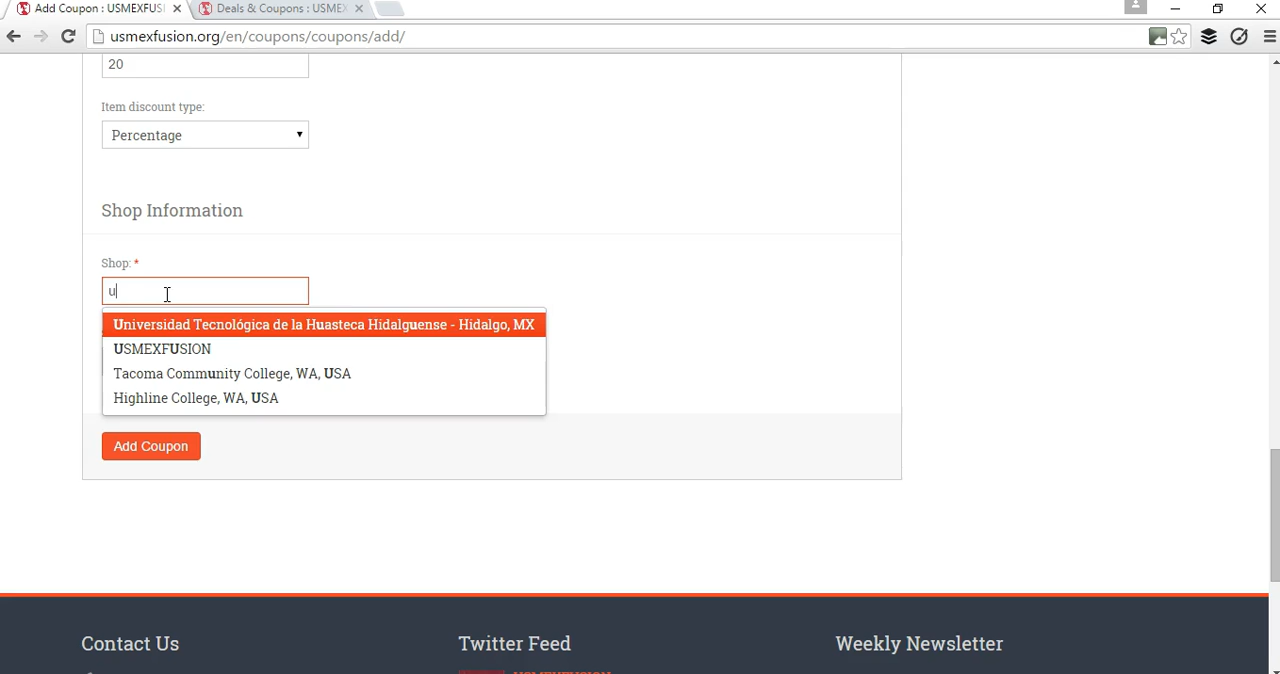 Add Coupon : USMEXFUS
Deals & Coupons : USMEX
usmexfusion.org/en/coupons/coupons/add/
20
Item discount type:
Percentage
Shop Information
Shop: *
u
Universidad Tecnológica de la Huasteca Hidalguense - Hidalgo, MX
USMEXFUSION
Tacoma Community College, WA, USA
Highline College, WA, USA
Add Coupon
Contact Us
Twitter Feed
Weekly Newsletter
USMEXFUSION